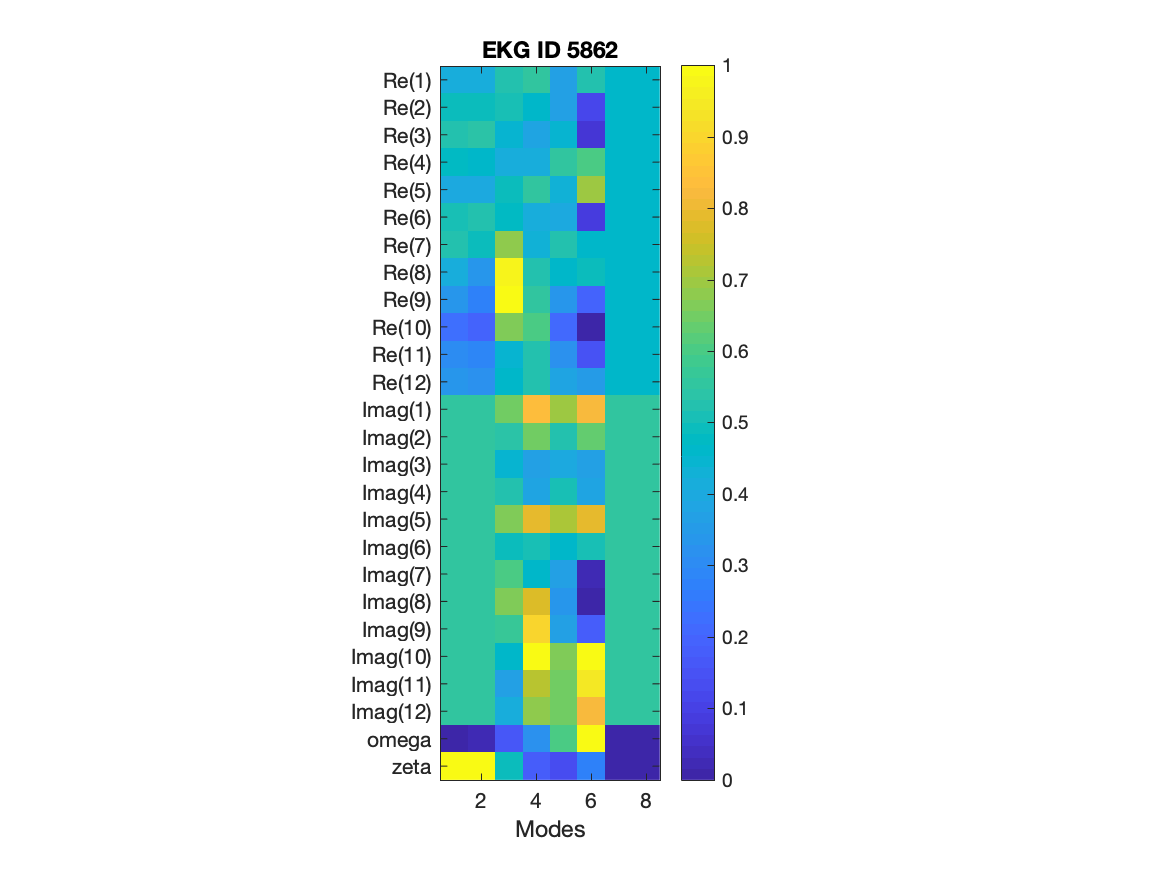 EKG ID 5862
Re(1)
Re(2)
Re(3)
Re(4)
Re(5)
Re(6)
Re(7)
Re(8)
Re(9)
Re(10)
Re(11)
Re(12)
Imag(1)
Imag(2)
Imag(3)
Imag(4)
Imag(5)
Imag(6)
Imag(7)
Imag(8)
Imag(9)
Imag(10)
Imag(11)
Imag(12)
omega
zeta
2 4 6 8
Modes
1
0.9
0.8
0.7
0.6
0.5
0.4
0.3
0.2
0.1
0